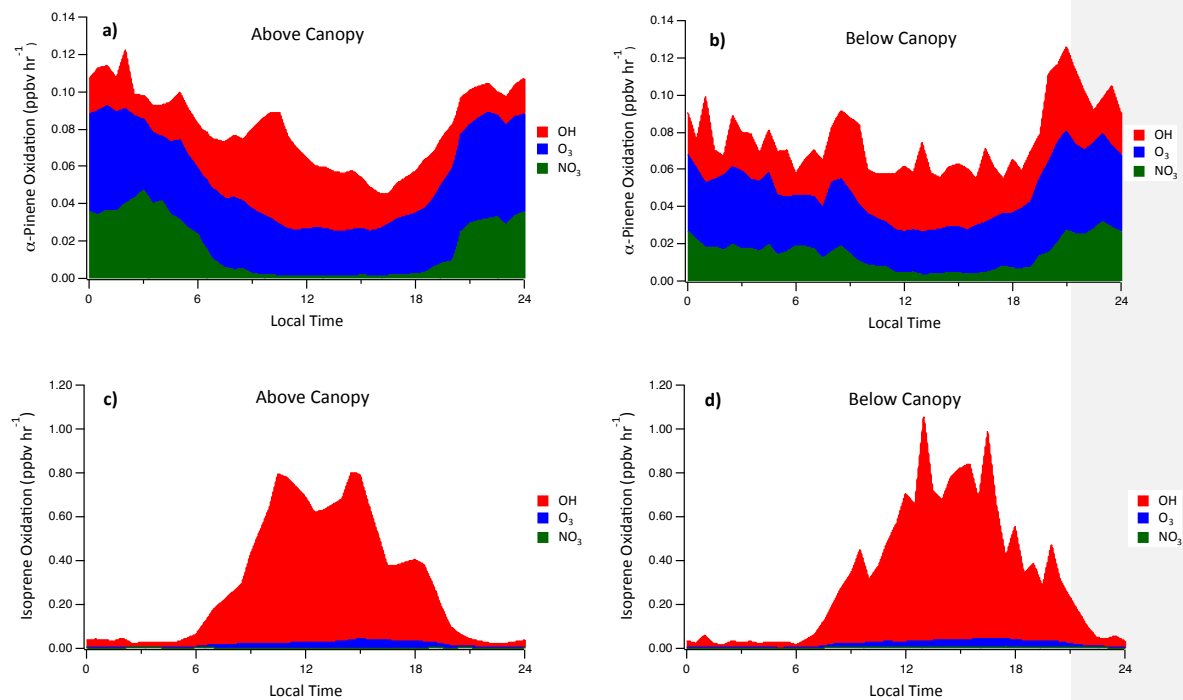 a)
Above Canopy
α-Pinene Oxidation (ppbv hr⁻¹)
0.14
0.12
0.10
0.08
0.06
0.04
0.02
0.00
0 6 12 18 24
Local Time
OH
O₃
NO₃
b)
Below Canopy
α-Pinene Oxidation (ppbv hr⁻¹)
0.14
0.12
0.10
0.08
0.06
0.04
0.02
0.00
0 6 12 18 24
Local Time
OH
O₃
NO₃
c)
Above Canopy
Isoprene Oxidation (ppbv hr⁻¹)
1.20
1.00
0.80
0.60
0.40
0.20
0.00
0 6 12 18 24
Local Time
OH
O₃
NO₃
d)
Below Canopy
Isoprene Oxidation (ppbv hr⁻¹)
1.20
1.00
0.80
0.60
0.40
0.20
0.00
0 6 12 18 24
Local Time
OH
O₃
NO₃